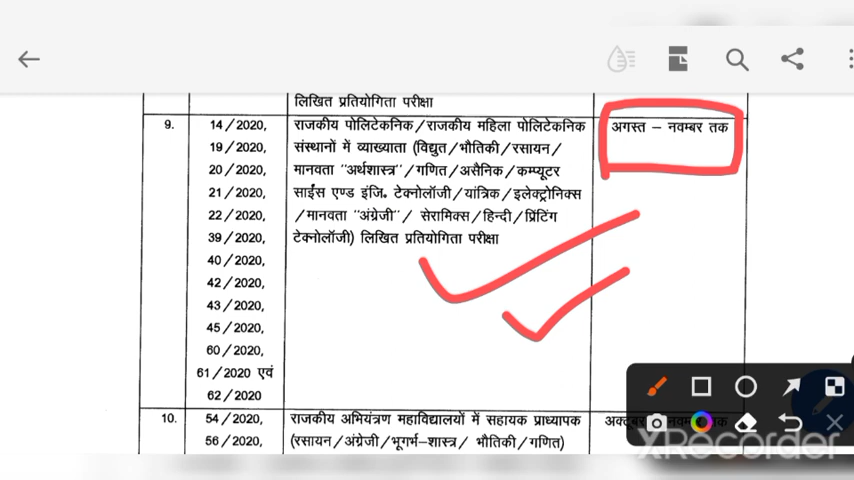 लिखित प्रतियोगिता परीक्षा
9. 14/2020, राजकीय पोलिटेकनिक/राजकीय महिला पोलिटेकनिक अगस्त – नवम्बर तक
19/2020, संस्थानों में व्याख्याता (विद्युत/भौतिकी/रसायन/
20/2020, मानवता "अर्थशास्त्र"/गणित/असैनिक/कम्प्यूटर
21/2020, साईंस एण्ड इंजि. टेक्नोलॉजी/यांत्रिक/इलेक्ट्रोनिक्स
22/2020, /मानवता "अंग्रेजी"/ सेरामिक्स/हिन्दी/प्रिंटिंग
39/2020, टेक्नोलॉजी) लिखित प्रतियोगिता परीक्षा
40/2020,
42/2020,
43/2020,
45/2020,
60/2020,
61/2020 एवं
62/2020
10. 54/2020, राजकीय अभियंत्रण महाविद्यालयों में सहायक प्राध्यापक अक्टूबर नवम्बर तक
56/2020, (रसायन/अंग्रेजी/भूगर्भ–शास्त्र/ भौतिकी/गणित)
XRecorder